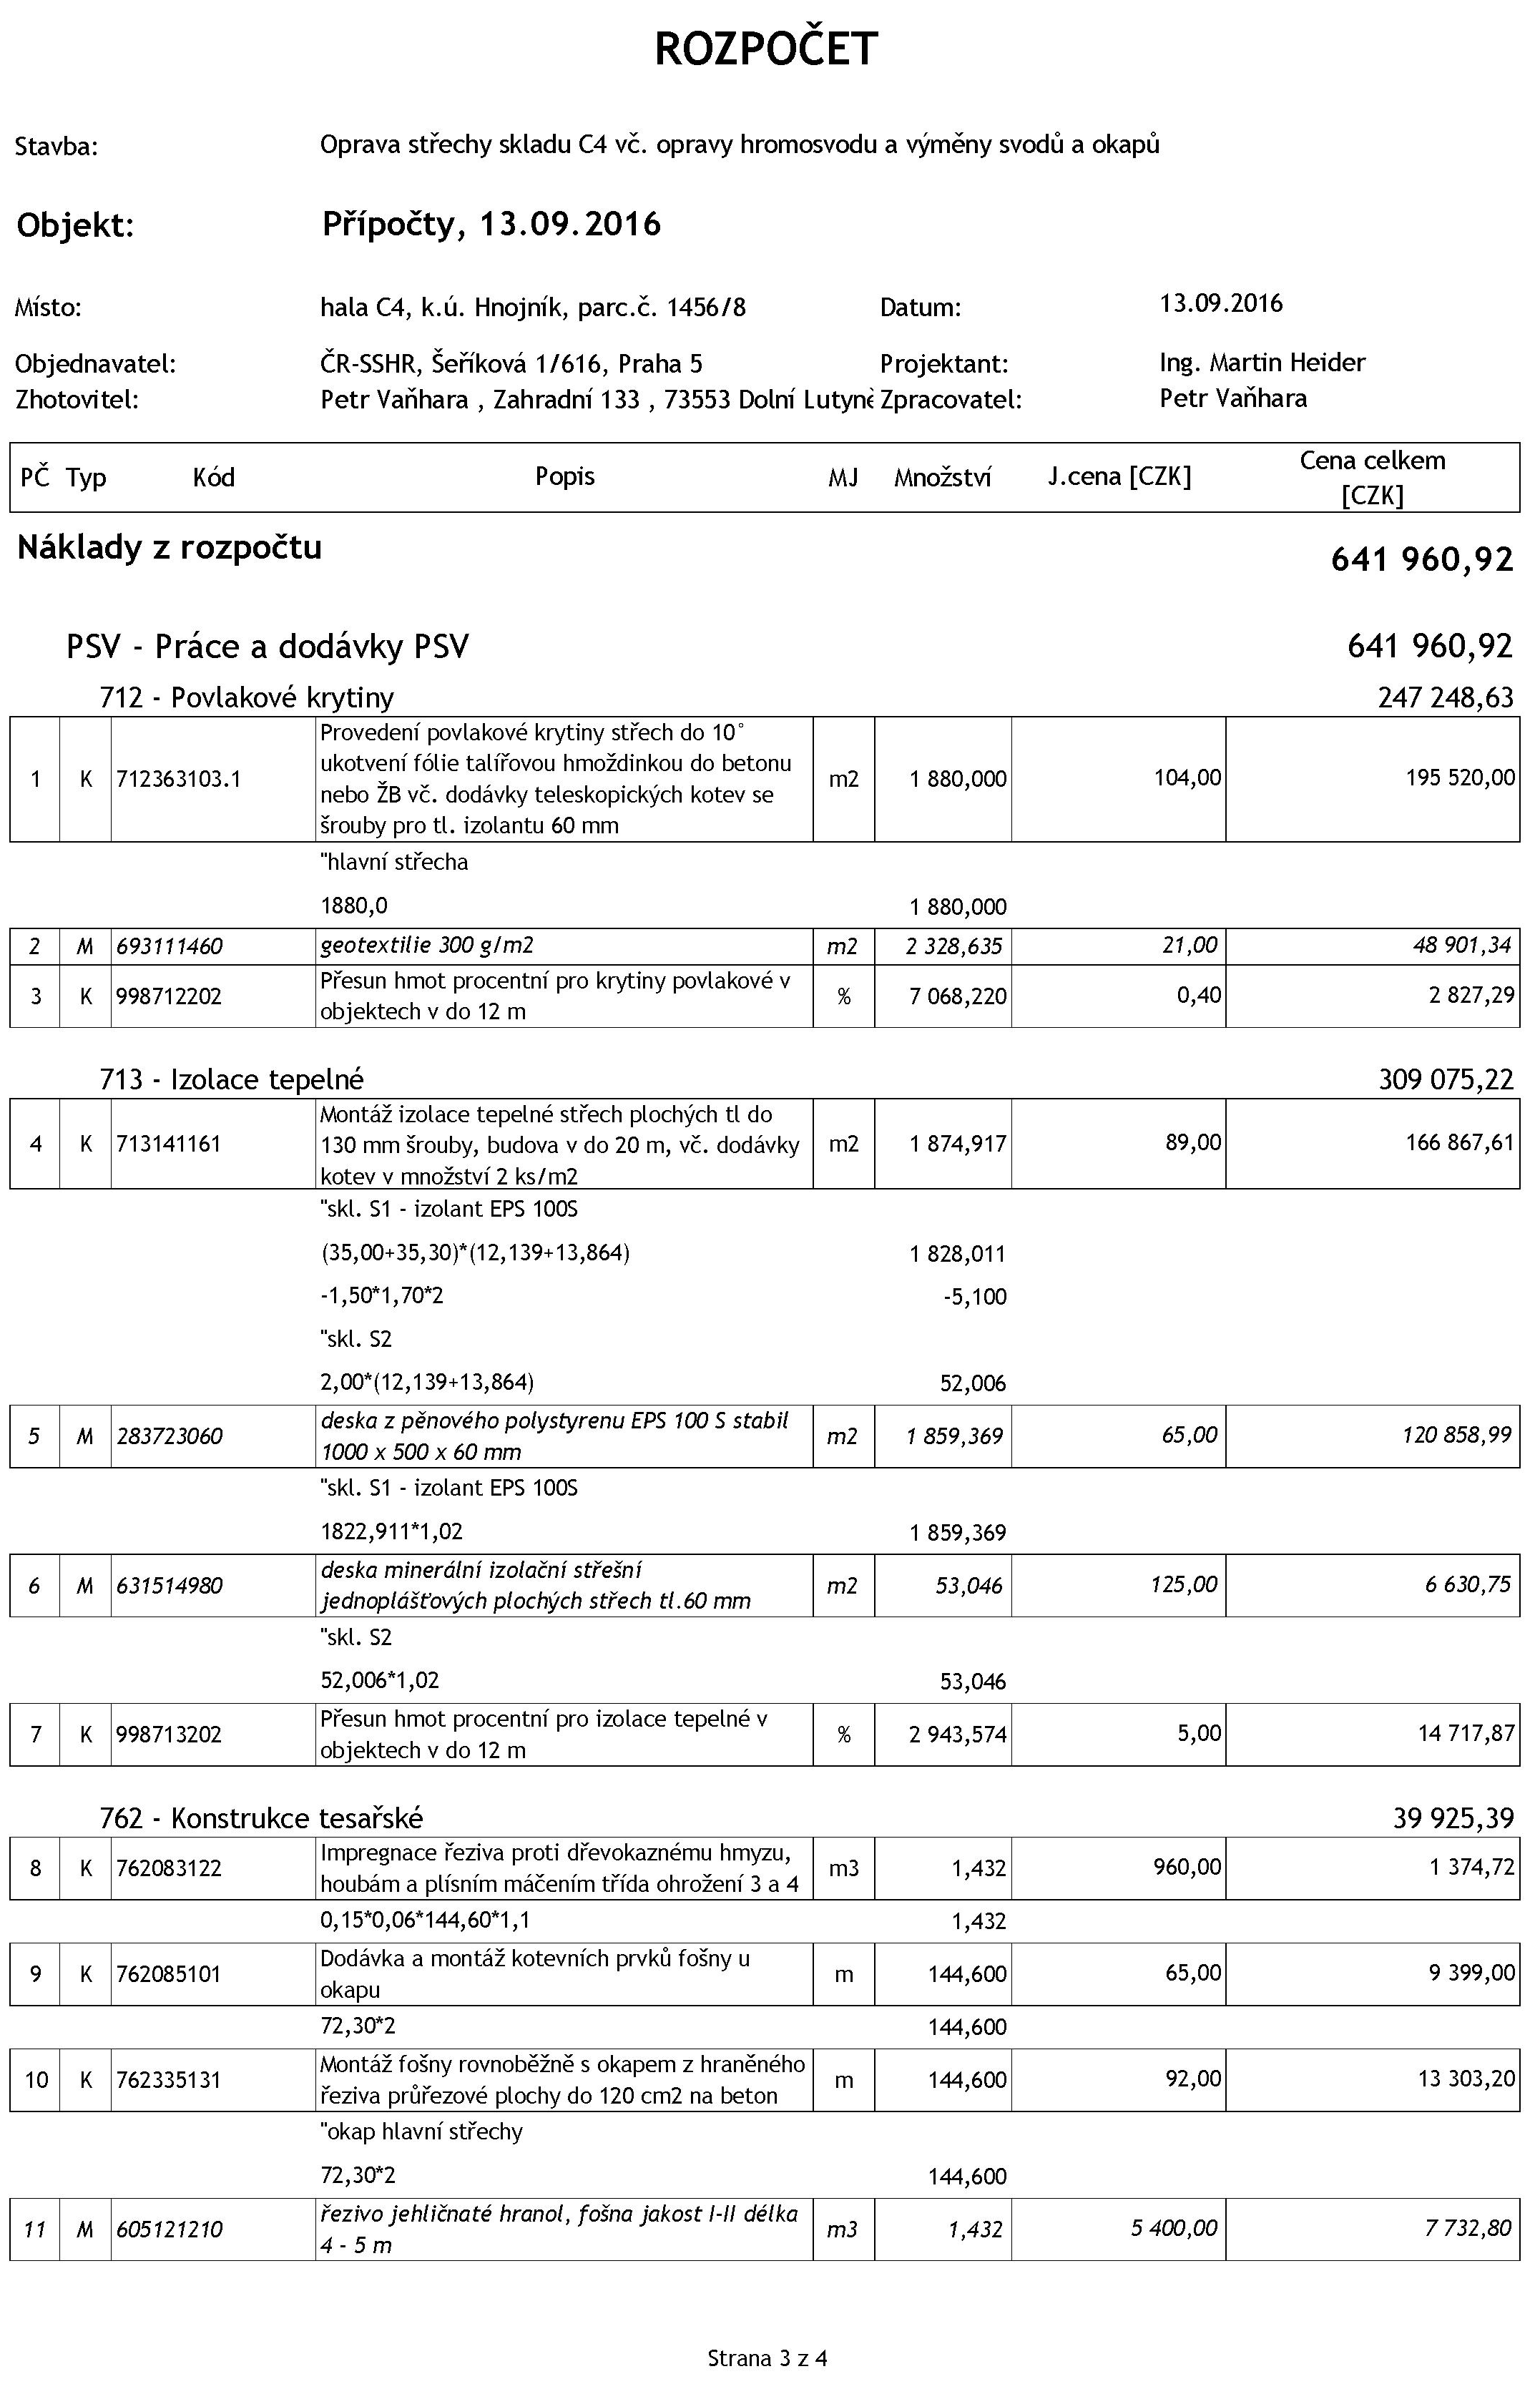 ROZPOČET
Stavba: Oprava střechy skladu C4 vč. opravy hromosvodu a výměny svodů a okapů
Objekt: Přípočty, 13.09.2016
Místo: hala C4, k.ú. Hnojník, parc.č. 1456/8 Datum: 13.09.2016
Objednavatel: ČR-SSHR, Šeříková 1/616, Praha 5 Projektant: Ing. Martin Heider
Zhotovitel: Petr Vaňhara , Zahradní 133 , 73553 Dolní Lutyně Zpracovatel: Petr Vaňhara
PČ Typ Kód Popis MJ Množství J.cena [CZK] Cena celkem
[CZK]
Náklady z rozpočtu 641 960,92
PSV - Práce a dodávky PSV 641 960,92
712 - Povlakové krytiny 247 248,63
Provedení povlakové krytiny střech do 10°
ukotvení fólie talířovou hmoždinkou do betonu
1 K 712363103.1 nebo ŽB vč. dodávky teleskopických kotev se m2 1 880,000 104,00 195 520,00
šrouby pro tl. izolantu 60 mm
"hlavní střecha
1880,0 1 880,000
2 M 693111460 geotextilie 300 g/m2 m2 2 328,635 21,00 48 901,34
3 K 998712202 Přesun hmot procentní pro krytiny povlakové v % 7 068,220 0,40 2 827,29
objektech v do 12 m
713 - Izolace tepelné 309 075,22
Montáž izolace tepelné střech plochých tl do
4 K 713141161 130 mm šrouby, budova v do 20 m, vč. dodávky m2 1 874,917 89,00 166 867,61
kotev v množství 2 ks/m2
"skl. S1 - izolant EPS 100S
(35,00+35,30)*(12,139+13,864) 1 828,011
-1,50*1,70*2 -5,100
"skl. S2
2,00*(12,139+13,864) 52,006
5 M 283723060 deska z pěnového polystyrenu EPS 100 S stabil m2 1 859,369 65,00 120 858,99
1000 x 500 x 60 mm
"skl. S1 - izolant EPS 100S
1822,911*1,02 1 859,369
6 M 631514980 deska minerální izolační střešní m2 53,046 125,00 6 630,75
jednoplášťových plochých střech tl.60 mm
"skl. S2
52,006*1,02 53,046
7 K 998713202 Přesun hmot procentní pro izolace tepelné v % 2 943,574 5,00 14 717,87
objektech v do 12 m
762 - Konstrukce tesařské 39 925,39
8 K 762083122 Impregnace řeziva proti dřevokaznému hmyzu, m3 1,432 960,00 1 374,72
houbám a plísním máčením třída ohrožení 3 a 4
0,15*0,06*144,60*1,1 1,432
9 K 762085101 Dodávka a montáž kotevních prvků fošny u m 144,600 65,00 9 399,00
okapu
72,30*2 144,600
10 K 762335131 Montáž fošny rovnoběžně s okapem z hraněného m 144,600 92,00 13 303,20
řeziva průřezové plochy do 120 cm2 na beton
"okap hlavní střechy
72,30*2 144,600
11 M 605121210 řezivo jehličnaté hranol, fošna jakost I-II délka m3 1,432 5 400,00 7 732,80
4 - 5 m
Strana 3 z 4